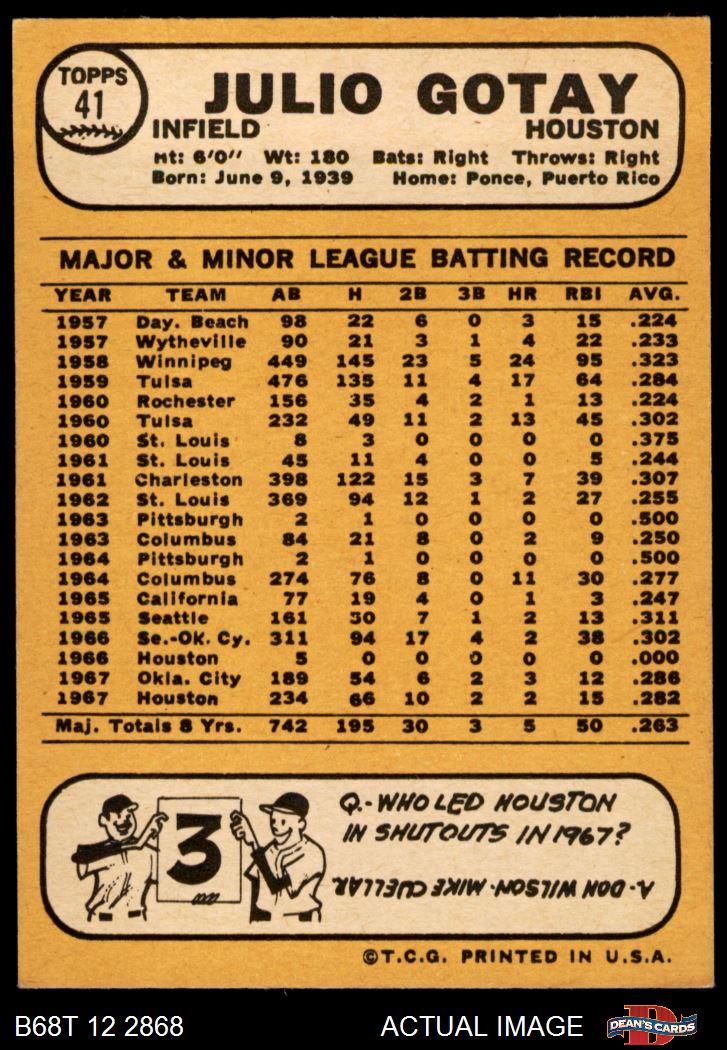 TOPPS
41
JULIO GOTAY
INFIELD HOUSTON
Ht: 6'0" Wt: 180 Bats: Right Throws: Right
Born: June 9, 1939 Home: Ponce, Puerto Rico
MAJOR & MINOR LEAGUE BATTING RECORD
YEAR TEAM AB H 2B 3B HR RBI AVG.
1957 Day. Beach 98 22 6 0 3 15 .224
1957 Wytheville 90 21 3 1 4 22 .233
1958 Winnipeg 449 145 23 5 24 95 .323
1959 Tulsa 476 135 11 4 17 64 .284
1960 Rochester 156 35 4 2 1 13 .224
1960 Tulsa 232 49 11 2 13 45 .302
1960 St. Louis 8 3 0 0 0 0 .375
1961 St. Louis 45 11 4 0 0 5 .244
1961 Charleston 398 122 15 3 7 39 .307
1962 St. Louis 369 94 12 1 2 27 .255
1963 Pittsburgh 2 1 0 0 0 0 .500
1963 Columbus 84 21 8 0 2 9 .250
1964 Pittsburgh 2 1 0 0 0 0 .500
1964 Columbus 274 76 8 0 11 30 .277
1965 California 77 19 4 0 1 3 .247
1965 Seattle 161 50 7 1 2 13 .311
1966 Se.-OK. Cy. 311 94 17 4 2 38 .302
1966 Houston 5 0 0 0 0 0 .000
1967 Okla. City 189 54 6 2 3 12 .286
1967 Houston 234 66 10 2 2 15 .282
Maj. Totals 8 Yrs. 742 195 30 3 5 50 .263
3
Q.-WHO LED HOUSTON
IN SHUTOUTS IN 1967?
A.-DON WILSON-MIKE CUELLAR
©T.C.G. PRINTED IN U.S.A.
B68T 12 2868 ACTUAL IMAGE DEAN'S CARDS